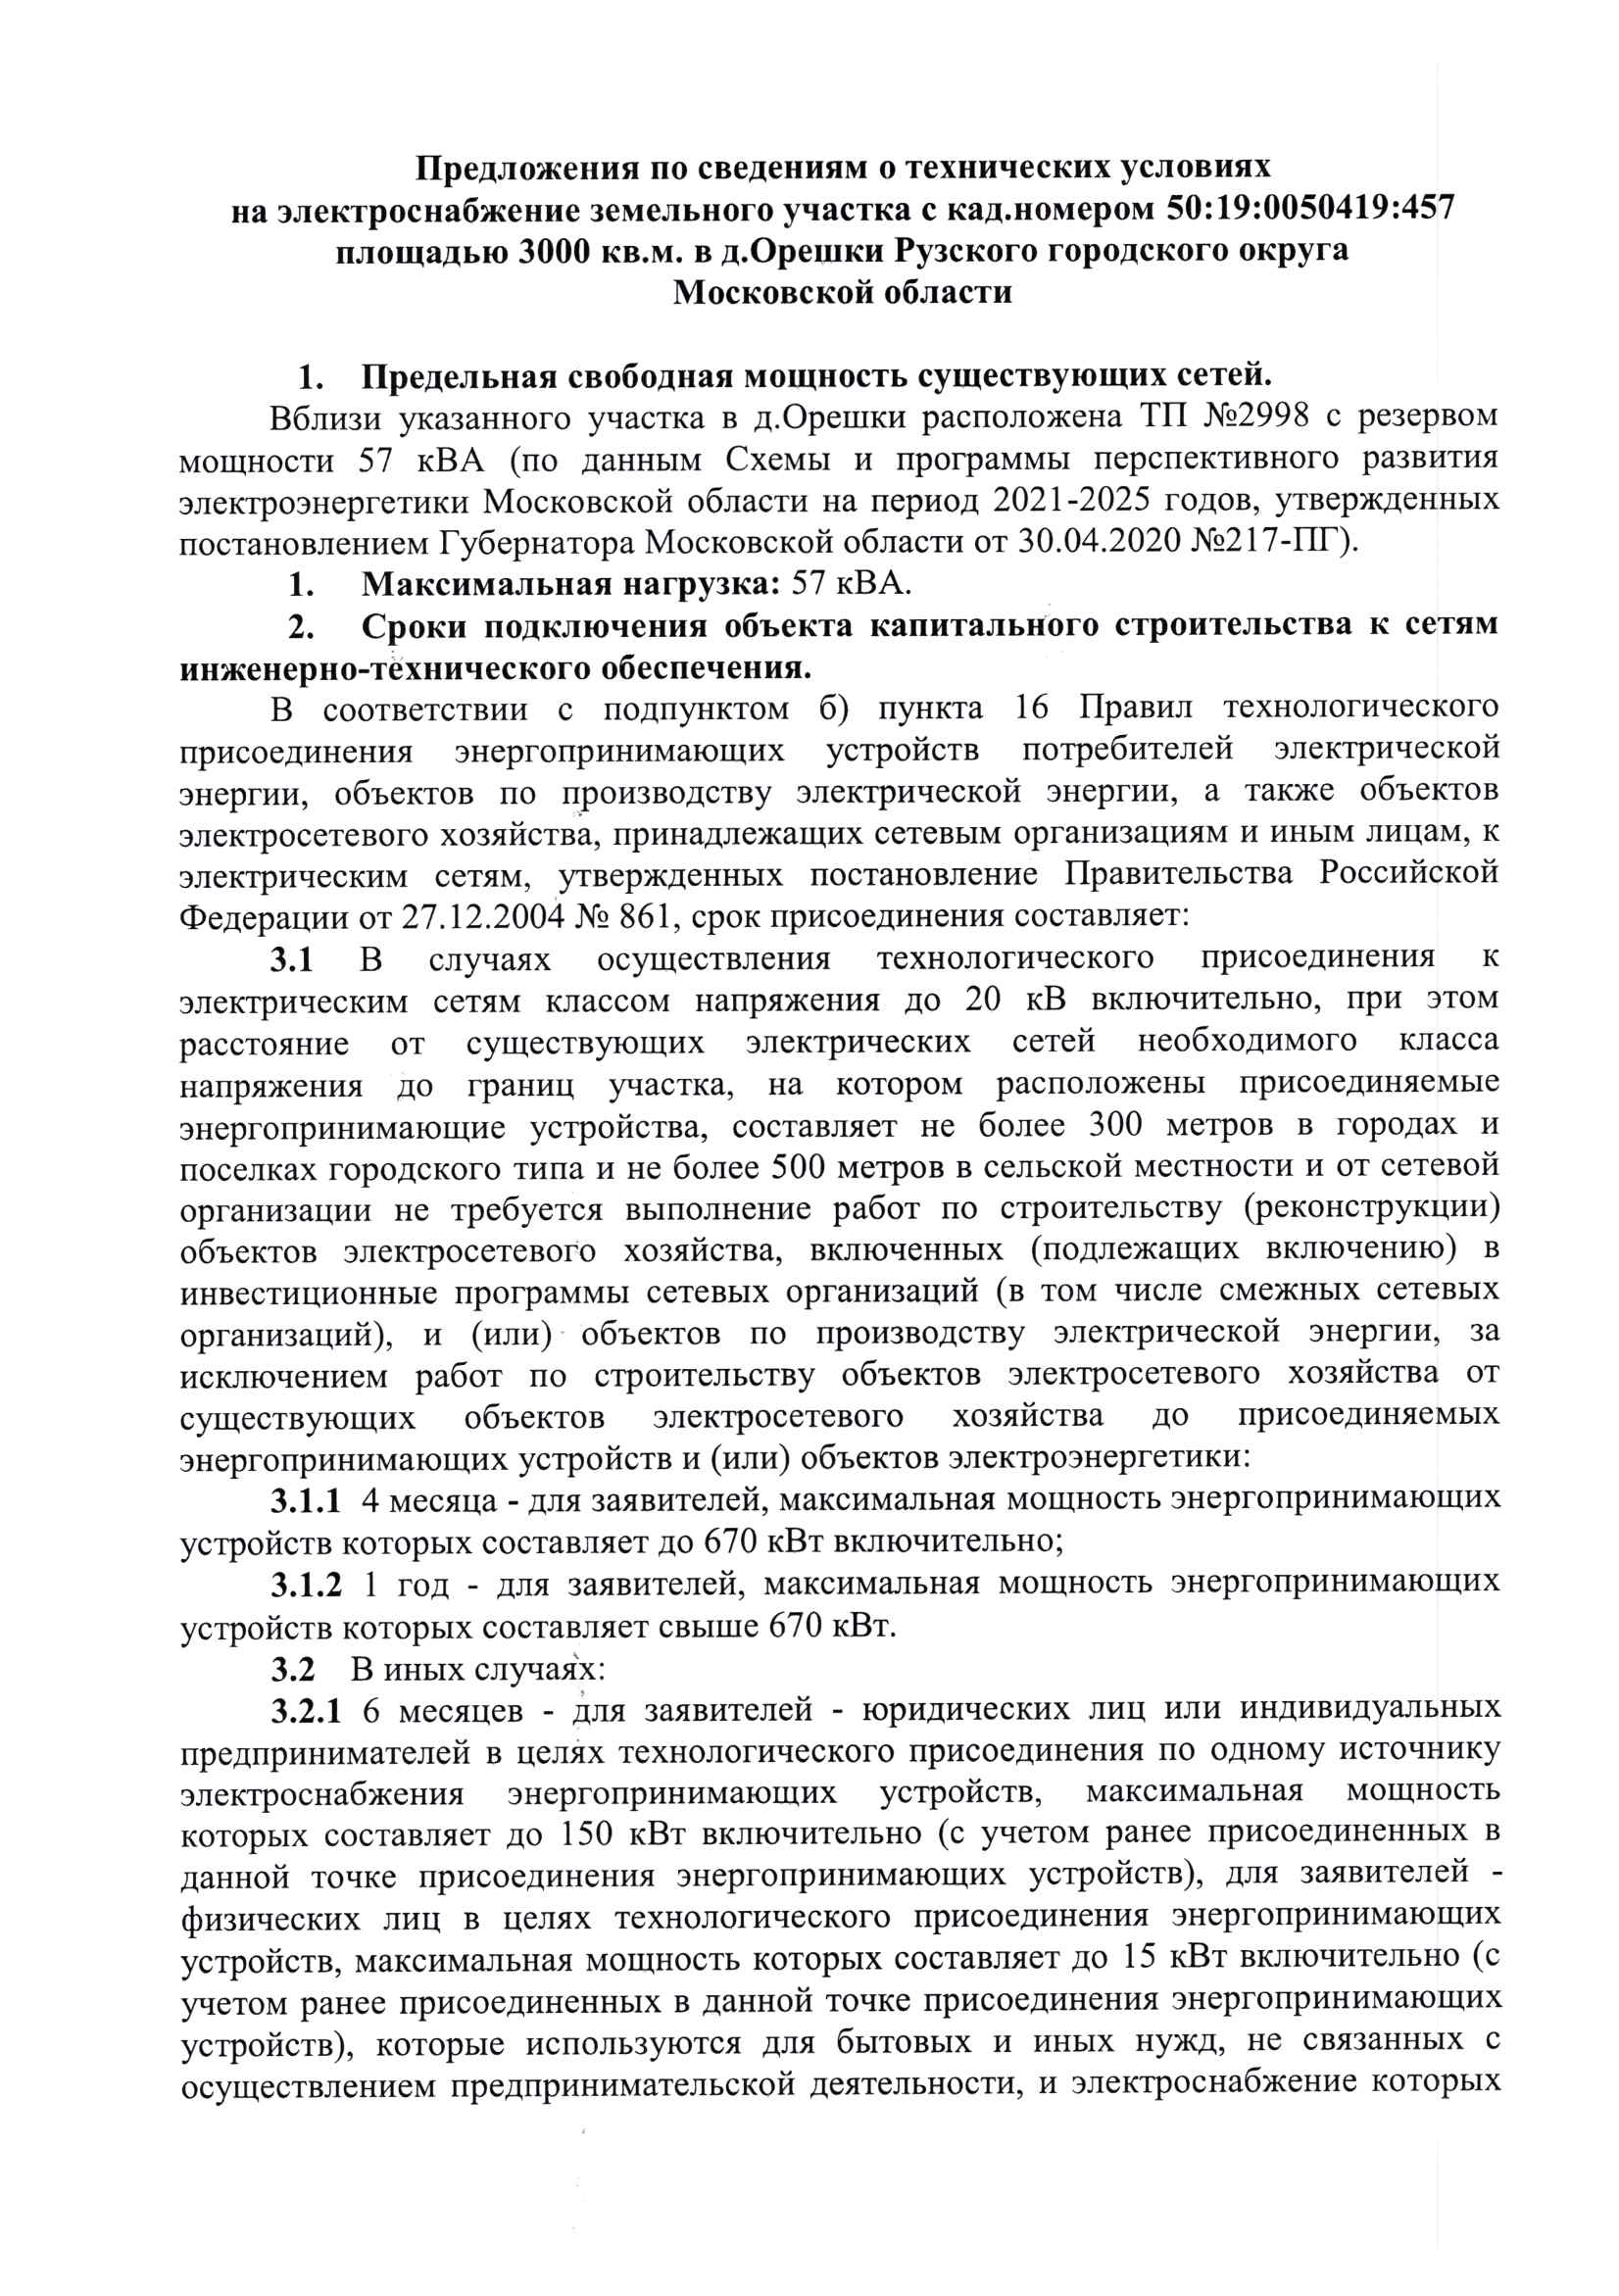 Предложения по сведениям о технических условиях
на электроснабжение земельного участка с кад.номером 50:19:0050419:457
площадью 3000 кв.м. в д.Орешки Рузского городского округа
Московской области
1. Предельная свободная мощность существующих сетей.
Вблизи указанного участка в д.Орешки расположена ТП №2998 с резервом
мощности 57 кВА (по данным Схемы и программы перспективного развития
электроэнергетики Московской области на период 2021-2025 годов, утвержденных
постановлением Губернатора Московской области от 30.04.2020 №217-ПГ).
1. Максимальная нагрузка: 57 кВА.
2. Сроки подключения объекта капитального строительства к сетям
инженерно-технического обеспечения.
В соответствии с подпунктом б) пункта 16 Правил технологического
присоединения энергопринимающих устройств потребителей электрической
энергии, объектов по производству электрической энергии, а также объектов
электросетевого хозяйства, принадлежащих сетевым организациям и иным лицам, к
электрическим сетям, утвержденных постановление Правительства Российской
Федерации от 27.12.2004 № 861, срок присоединения составляет:
3.1 В случаях осуществления технологического присоединения к
электрическим сетям классом напряжения до 20 кВ включительно, при этом
расстояние от существующих электрических сетей необходимого класса
напряжения до границ участка, на котором расположены присоединяемые
энергопринимающие устройства, составляет не более 300 метров в городах и
поселках городского типа и не более 500 метров в сельской местности и от сетевой
организации не требуется выполнение работ по строительству (реконструкции)
объектов электросетевого хозяйства, включенных (подлежащих включению) в
инвестиционные программы сетевых организаций (в том числе смежных сетевых
организаций), и (или) объектов по производству электрической энергии, за
исключением работ по строительству объектов электросетевого хозяйства от
существующих объектов электросетевого хозяйства до присоединяемых
энергопринимающих устройств и (или) объектов электроэнергетики:
3.1.1 4 месяца - для заявителей, максимальная мощность энергопринимающих
устройств которых составляет до 670 кВт включительно;
3.1.2 1 год - для заявителей, максимальная мощность энергопринимающих
устройств которых составляет свыше 670 кВт.
3.2 В иных случаях:
3.2.1 6 месяцев - для заявителей - юридических лиц или индивидуальных
предпринимателей в целях технологического присоединения по одному источнику
электроснабжения энергопринимающих устройств, максимальная мощность
которых составляет до 150 кВт включительно (с учетом ранее присоединенных в
данной точке присоединения энергопринимающих устройств), для заявителей -
физических лиц в целях технологического присоединения энергопринимающих
устройств, максимальная мощность которых составляет до 15 кВт включительно (с
учетом ранее присоединенных в данной точке присоединения энергопринимающих
устройств), которые используются для бытовых и иных нужд, не связанных с
осуществлением предпринимательской деятельности, и электроснабжение которых